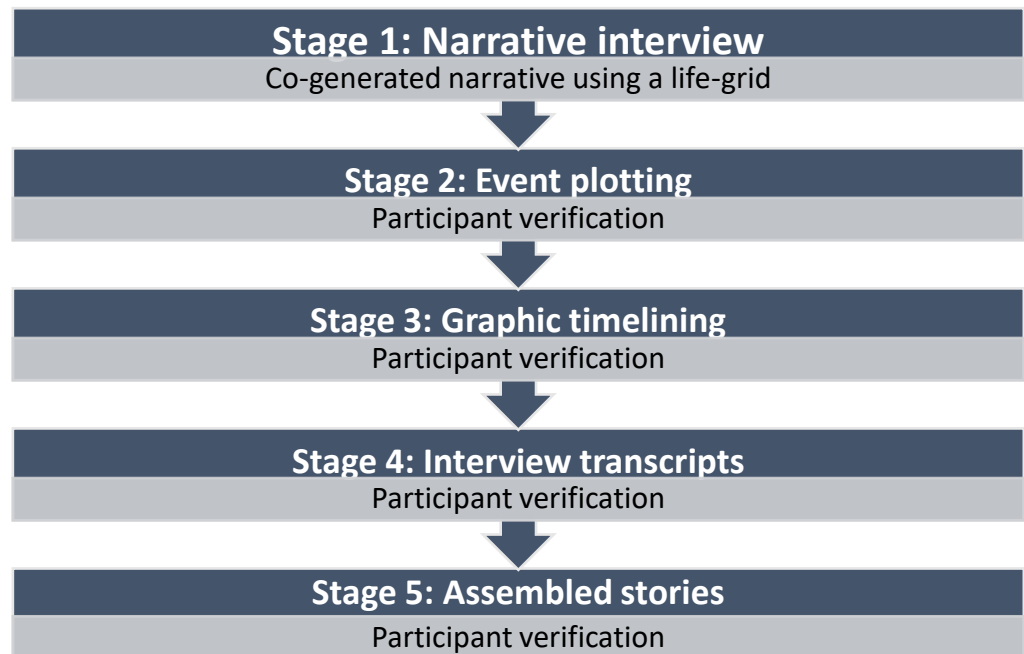 Stage 1: Narrative interview
Co-generated narrative using a life-grid
Stage 2: Event plotting
Participant verification
Stage 3: Graphic timelining
Participant verification
Stage 4: Interview transcripts
Participant verification
Stage 5: Assembled stories
Participant verification